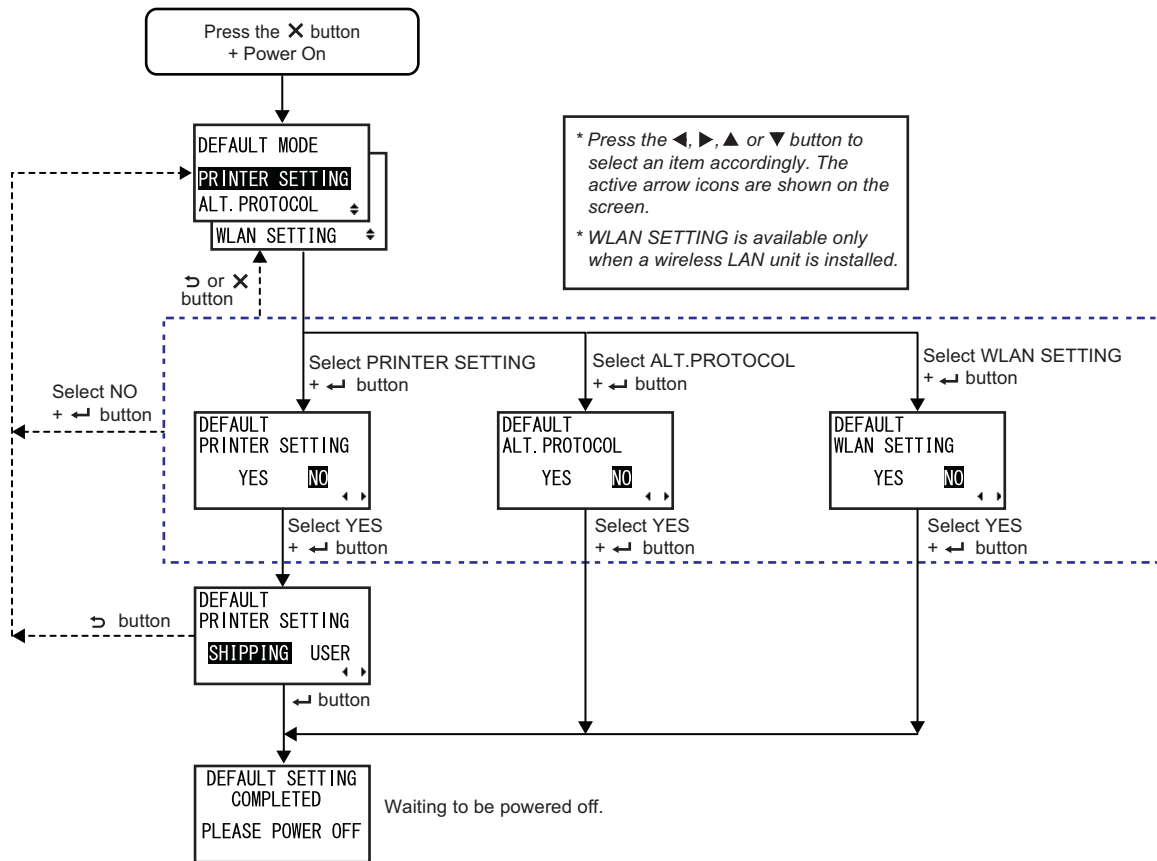 Press the ✕ button
+ Power On
DEFAULT MODE
PRINTER SETTING
ALT.PROTOCOL
WLAN SETTING
* Press the ◀, ▶, ▲ or ▼ button to
select an item accordingly. The
active arrow icons are shown on the
screen.
* WLAN SETTING is available only
when a wireless LAN unit is installed.
⮌ or ✕
button
Select NO
+ ↵ button
Select PRINTER SETTING
+ ↵ button
Select ALT.PROTOCOL
+ ↵ button
Select WLAN SETTING
+ ↵ button
DEFAULT
PRINTER SETTING
YES NO
DEFAULT
ALT.PROTOCOL
YES NO
DEFAULT
WLAN SETTING
YES NO
Select YES
+ ↵ button
Select YES
+ ↵ button
Select YES
+ ↵ button
⮌ button
DEFAULT
PRINTER SETTING
SHIPPING USER
↵ button
DEFAULT SETTING
COMPLETED
PLEASE POWER OFF
Waiting to be powered off.